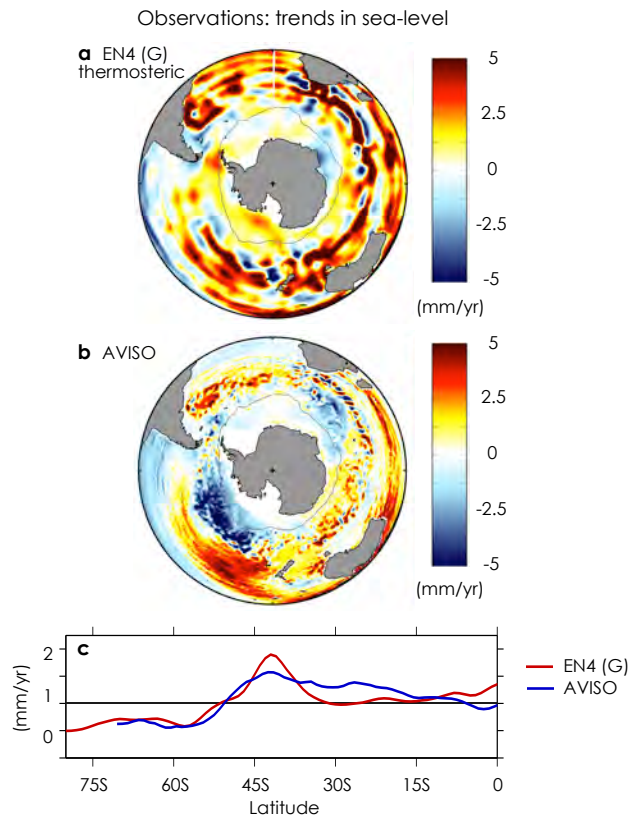 Observations: trends in sea-level
a EN4 (G)
thermosteric
5
2.5
0
-2.5
-5
(mm/yr)
b AVISO
5
2.5
0
-2.5
-5
(mm/yr)
c
2
1
0
(mm/yr)
EN4 (G)
AVISO
75S 60S 45S 30S 15S 0
Latitude